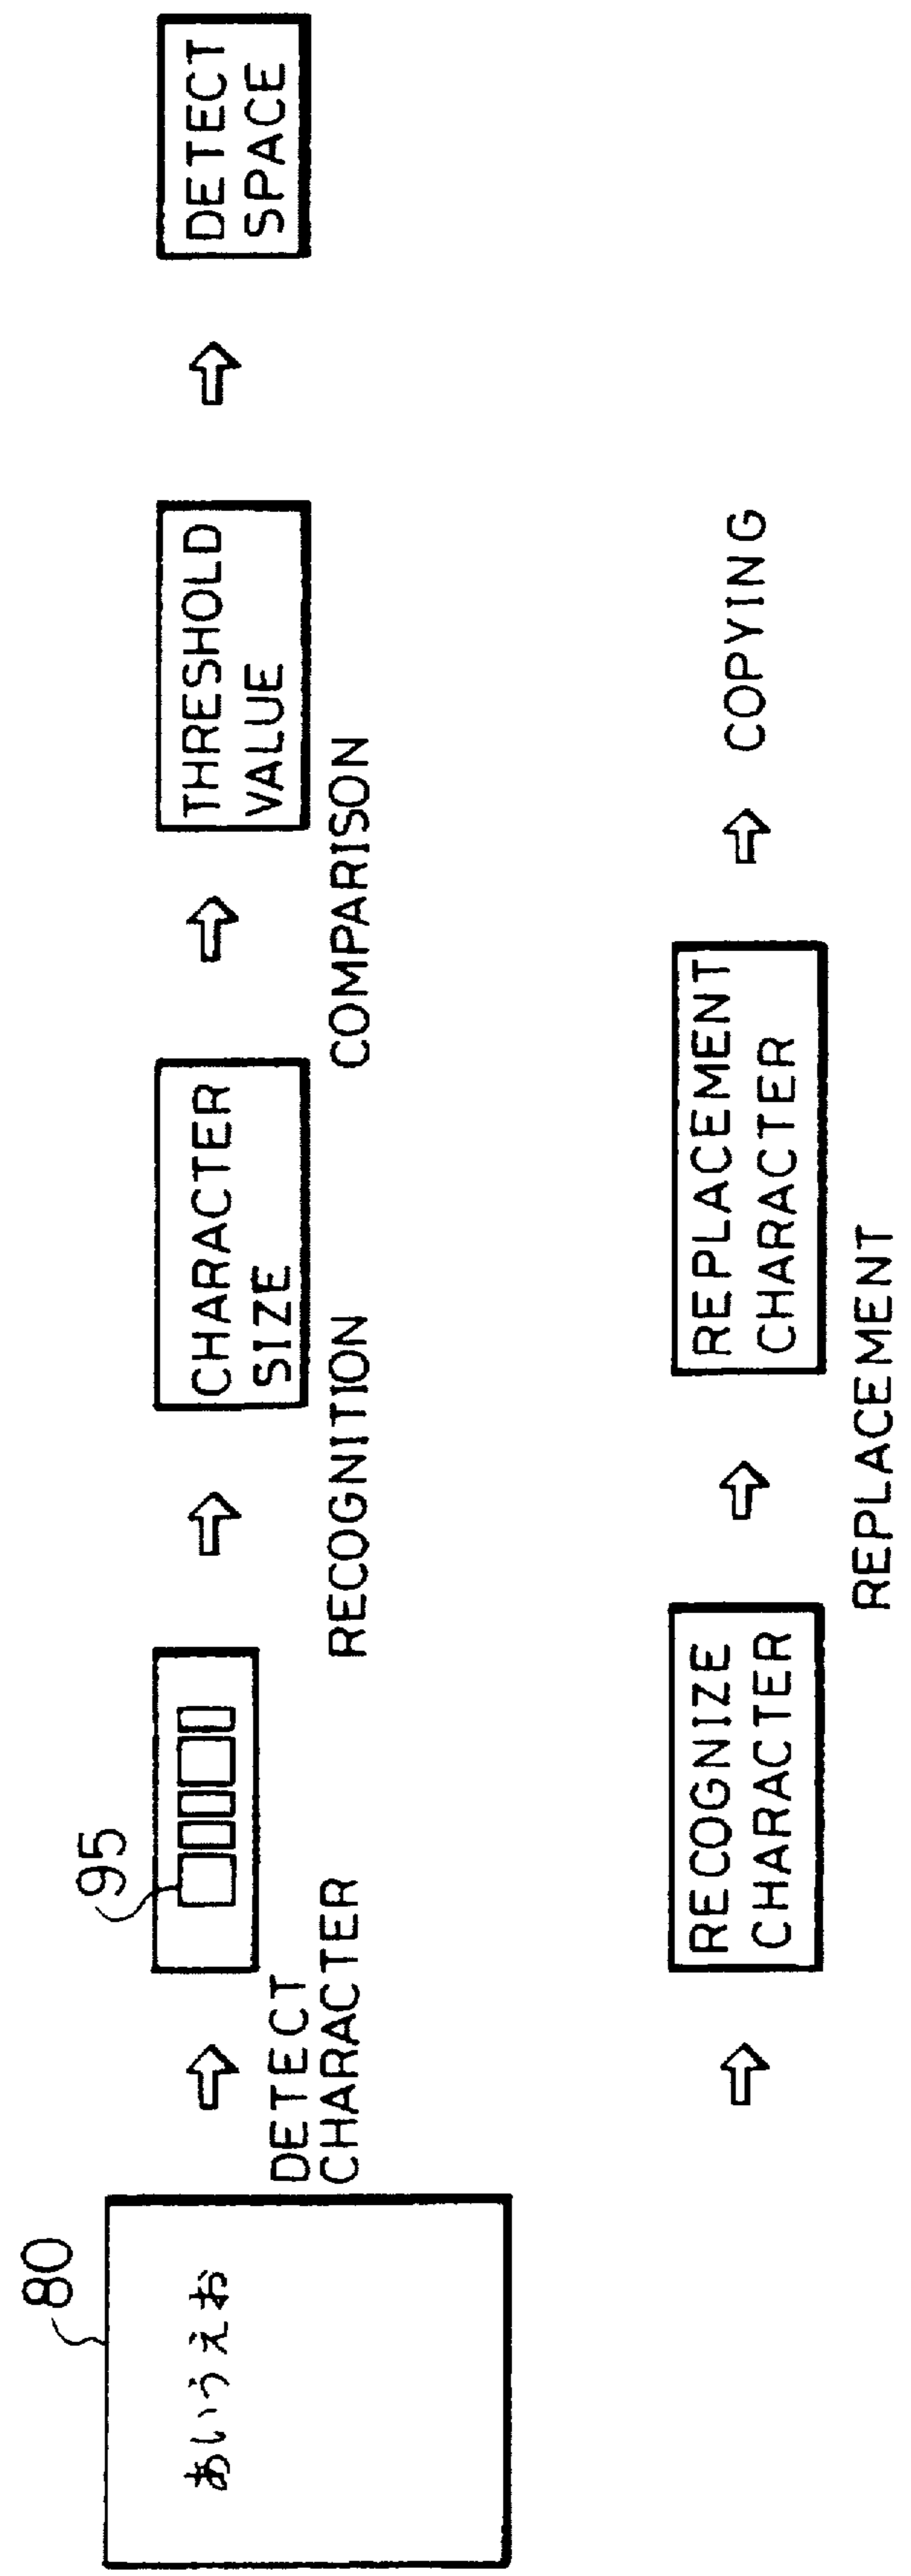 80
あいうえお
DETECT
CHARACTER
95
RECOGNITION
CHARACTER
SIZE
COMPARISON
THRESHOLD
VALUE
DETECT
SPACE
RECOGNIZE
CHARACTER
REPLACEMENT
REPLACEMENT
CHARACTER
COPYING